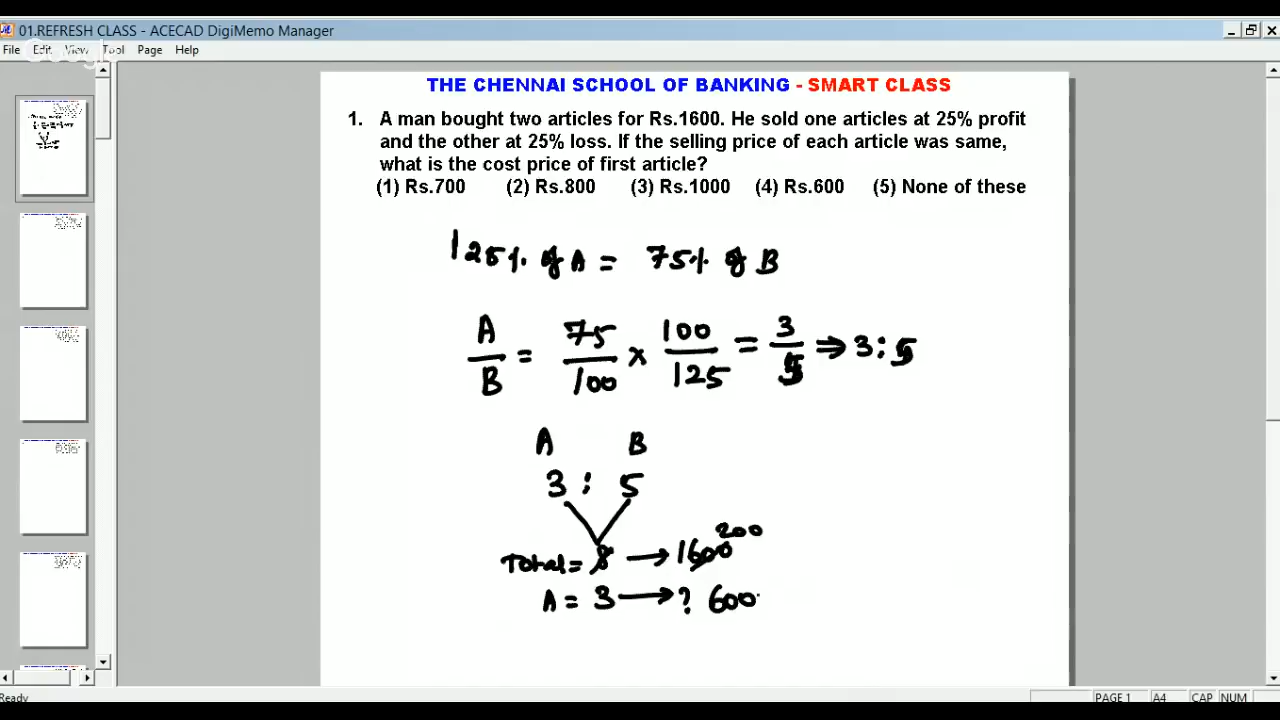 01.REFRESH CLASS - ACECAD DigiMemo Manager
File Edit View Tool Page Help
Google
THE CHENNAI SCHOOL OF BANKING - SMART CLASS
1. A man bought two articles for Rs.1600. He sold one articles at 25% profit
and the other at 25% loss. If the selling price of each article was same,
what is the cost price of first article?
(1) Rs.700 (2) Rs.800 (3) Rs.1000 (4) Rs.600 (5) None of these
125% of A = 75% of B
A/B = 75/100 × 100/125 = 3/5 ⇒ 3:5
A B
3 : 5
200
Total = 8 → 1600
A = 3 → ? 600
Ready
PAGE 1 A4 CAP NUM